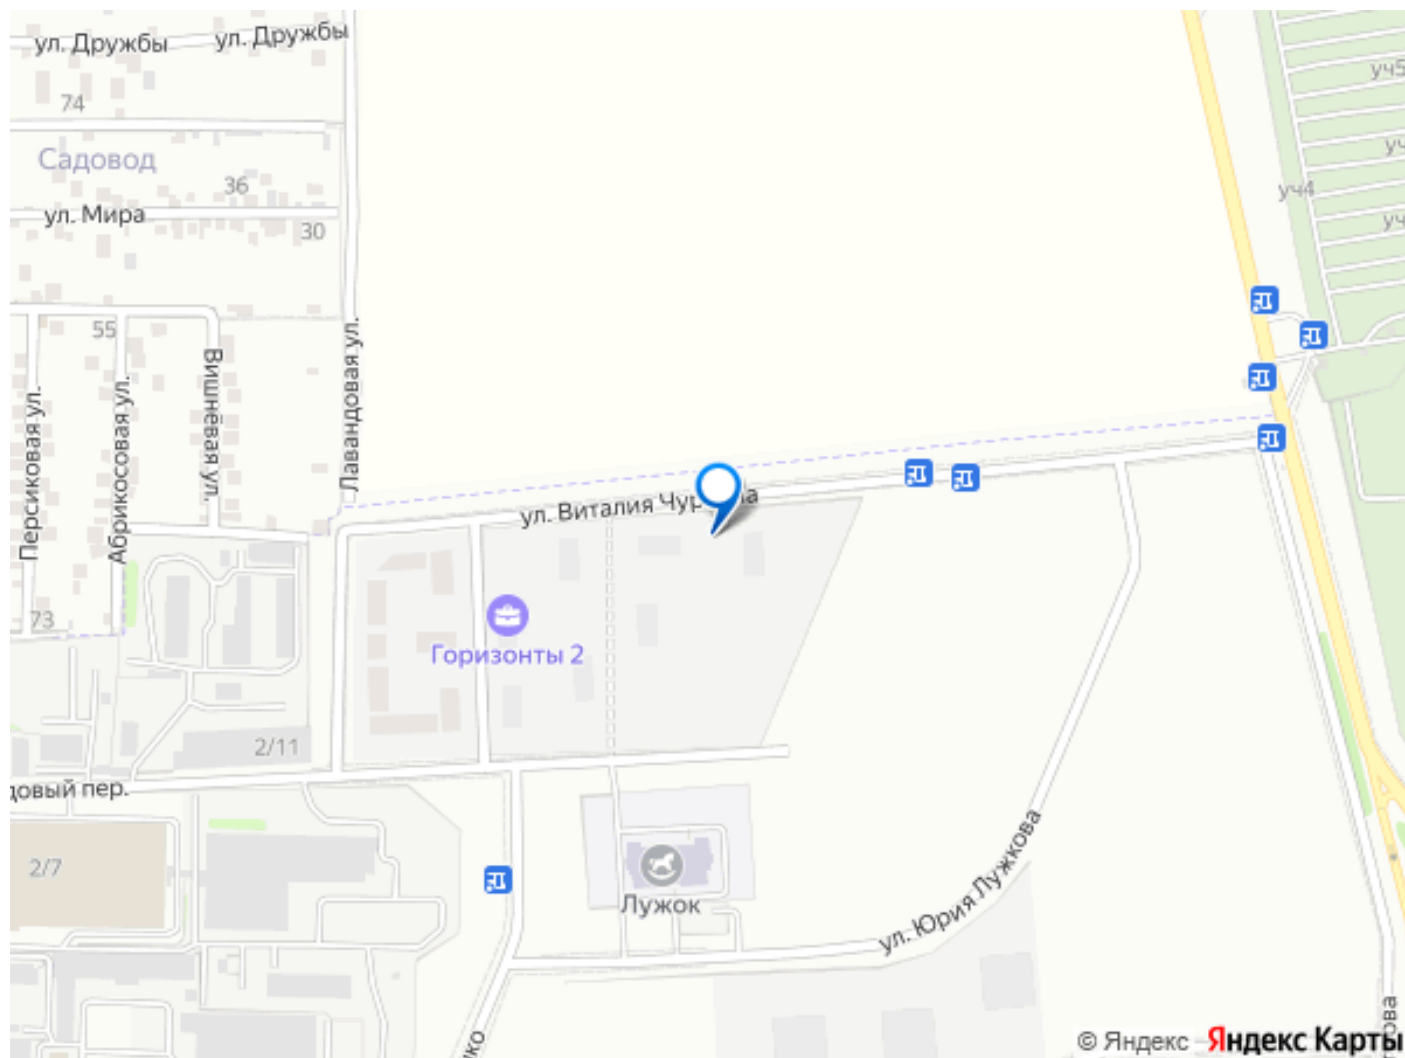 ул. Дружбы
ул. Дружбы
уч5
74
Садовод
36
уч4
ул. Мира
30
55
Персиковая ул.
Абрикосовая ул.
Вишнёвая ул.
Лавандовая ул.
ул. Виталия
73
Горизонты 2
2/11
довый пер.
2/7
Лужок
ул. Юрия Лужкова
© Яндекс
Яндекс Карты